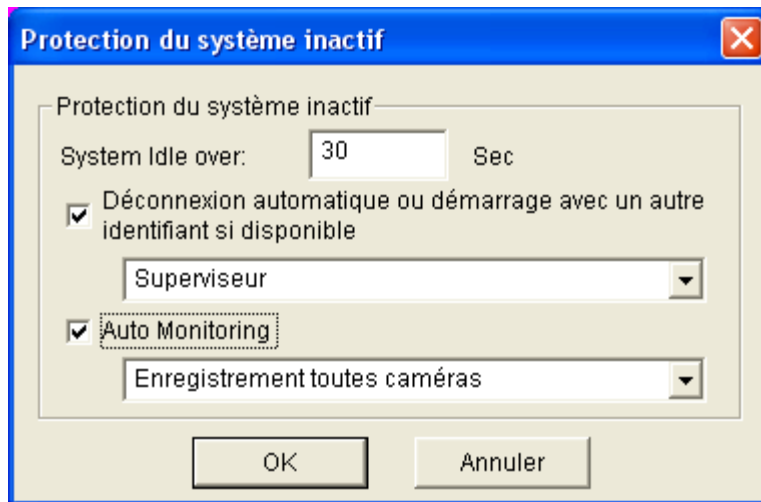 Protection du système inactif
Protection du système inactif
System Idle over: 30 Sec
Déconnexion automatique ou démarrage avec un autre
identifiant si disponible
Superviseur
Auto Monitoring
Enregistrement toutes caméras
OK Annuler